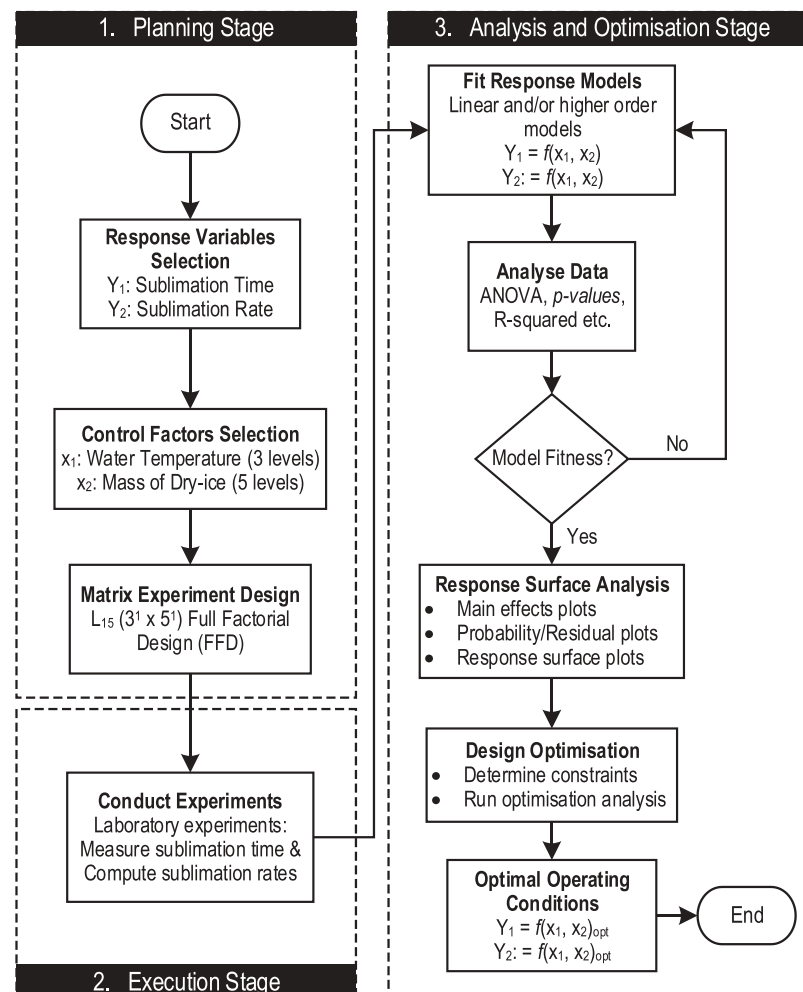 1. Planning Stage
Start
Response Variables
Selection
Y₁: Sublimation Time
Y₂: Sublimation Rate
Control Factors Selection
x₁: Water Temperature (3 levels)
x₂: Mass of Dry-ice (5 levels)
Matrix Experiment Design
L₁₅ (3¹ x 5¹) Full Factorial
Design (FFD)
Conduct Experiments
Laboratory experiments:
Measure sublimation time &
Compute sublimation rates
2. Execution Stage
3. Analysis and Optimisation Stage
Fit Response Models
Linear and/or higher order
models
Y₁ = f(x₁, x₂)
Y₂: = f(x₁, x₂)
Analyse Data
ANOVA, p-values,
R-squared etc.
Model Fitness?
No
Yes
Response Surface Analysis
• Main effects plots
• Probability/Residual plots
• Response surface plots
Design Optimisation
• Determine constraints
• Run optimisation analysis
Optimal Operating
Conditions
Y₁ = f(x₁, x₂)opt
Y₂: = f(x₁, x₂)opt
End